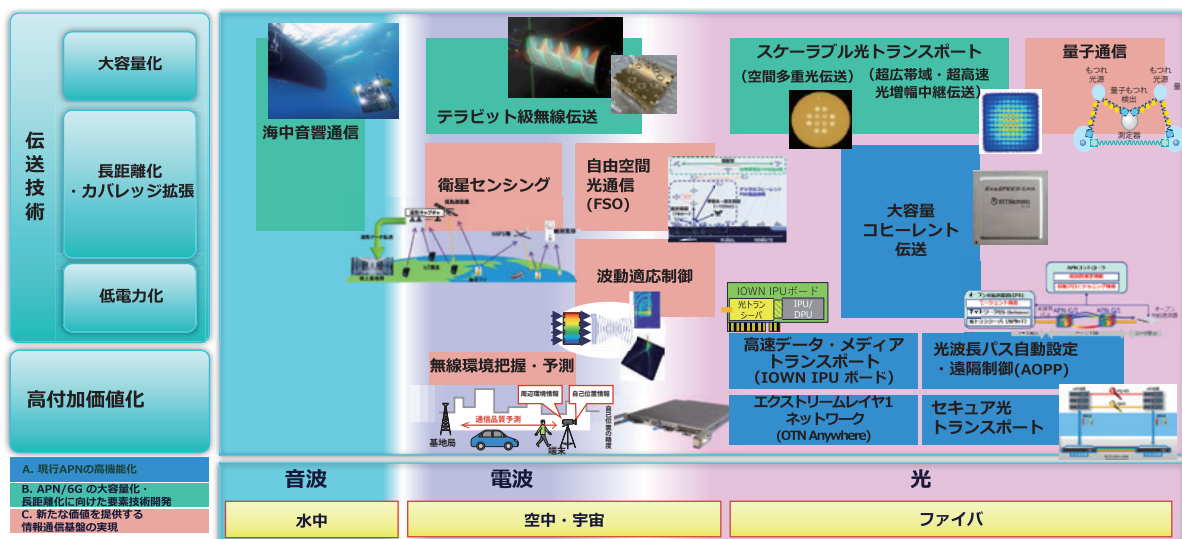 伝送技術
大容量化
長距離化
・カバレッジ拡張
低電力化
高付加価値化
A. 現行APNの高機能化
B. APN/6G の大容量化・
長距離化に向けた要素技術開発
C. 新たな価値を提供する
情報通信基盤の実現
海中音響通信
テラビット級無線伝送
スケーラブル光トランスポート
(空間多重光伝送)
(超広帯域・超高速
光増幅中継伝送)
量子通信
もつれ
光源
もつれ
光源
量
量子もつれ
検出
測定器
衛星センシング
自由空間
光通信
(FSO)
大容量
コヒーレント
伝送
波動適応制御
IOWN IPUボード
光トラン
シーバ
IPU/
DPU
高速データ・メディア
トランスポート
(IOWN IPU ボード)
光波長パス自動設定
・遠隔制御(AOPP)
エクストリームレイヤ1
ネットワーク
(OTN Anywhere)
セキュア光
トランスポート
無線環境把握・予測
周辺環境情報
自己位置情報
通信品質予測
自己位置の精度
基地局
端末
音波
電波
光
水中
空中・宇宙
ファイバ